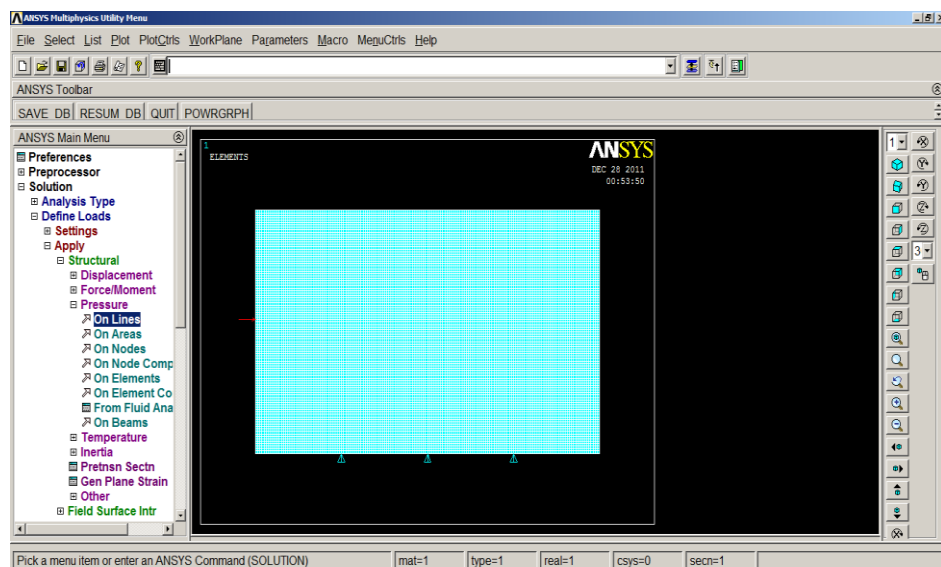 ANSYS Multiphysics Utility Menu
File Select List Plot PlotCtrls WorkPlane Parameters Macro MenuCtrls Help
ANSYS Toolbar
SAVE_DB RESUM_DB QUIT POWRGRPH
ANSYS Main Menu
Preferences
Preprocessor
Solution
Analysis Type
Define Loads
Settings
Apply
Structural
Displacement
Force/Moment
Pressure
On Lines
On Areas
On Nodes
On Node Comp
On Elements
On Element Co
From Fluid Ana
On Beams
Temperature
Inertia
Pretnsn Sectn
Gen Plane Strain
Other
Field Surface Intr
1
ELEMENTS
ANSYS
DEC 28 2011
00:53:50
1
3
Pick a menu item or enter an ANSYS Command (SOLUTION) mat=1 type=1 real=1 csys=0 secn=1